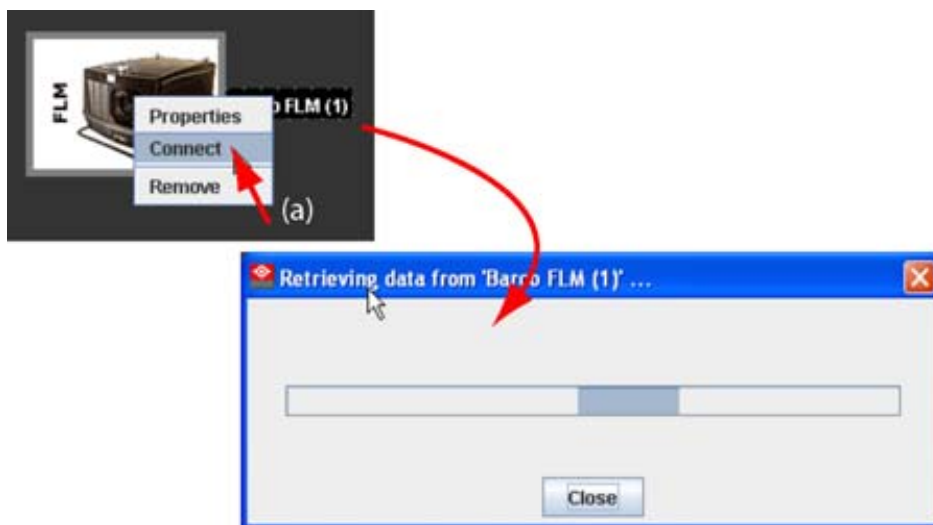 FLM
o FLM (1)
Properties
Connect
Remove
(a)
Retrieving data from 'Barco FLM (1)' ...
Close